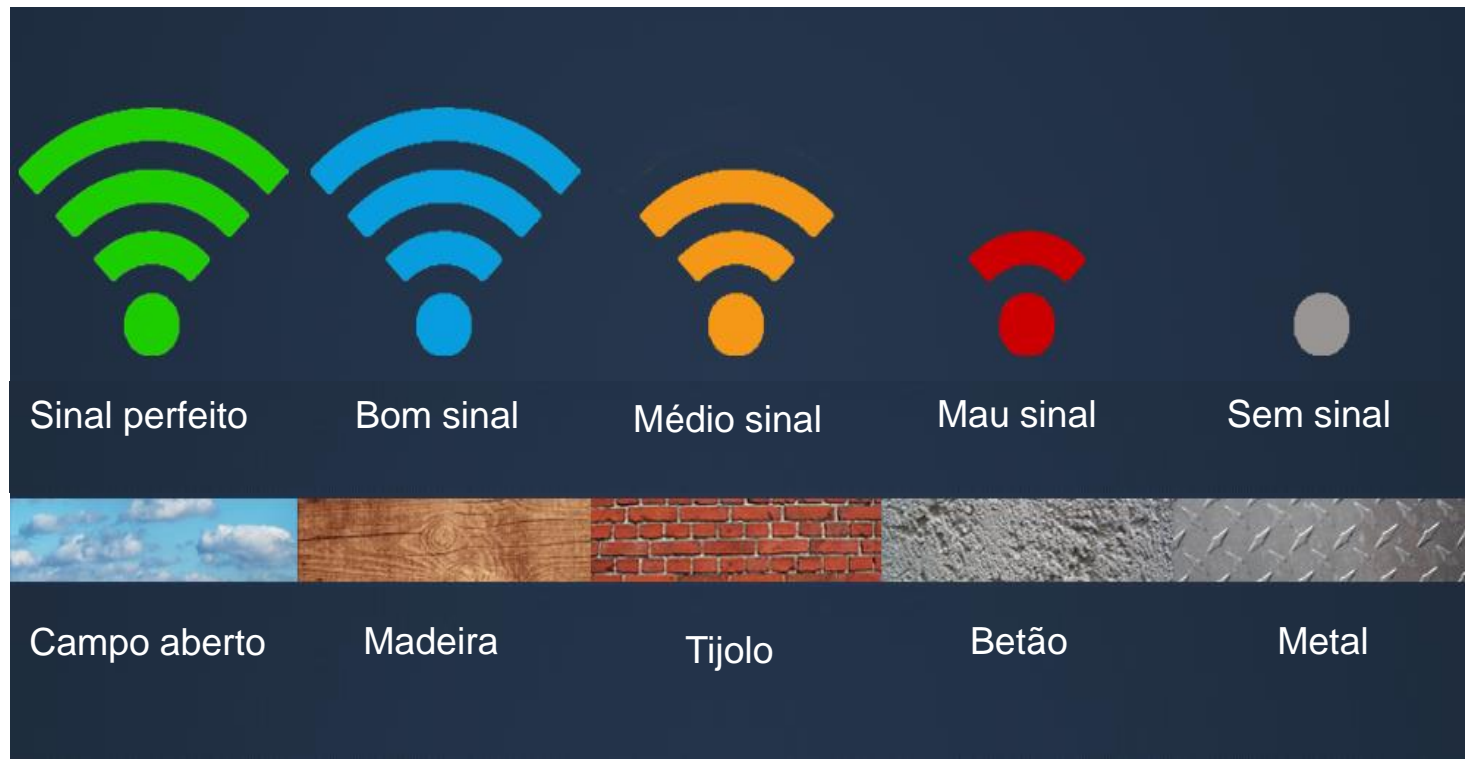 Sinal perfeito
Bom sinal
Médio sinal
Mau sinal
Sem sinal
Campo aberto
Madeira
Tijolo
Betão
Metal